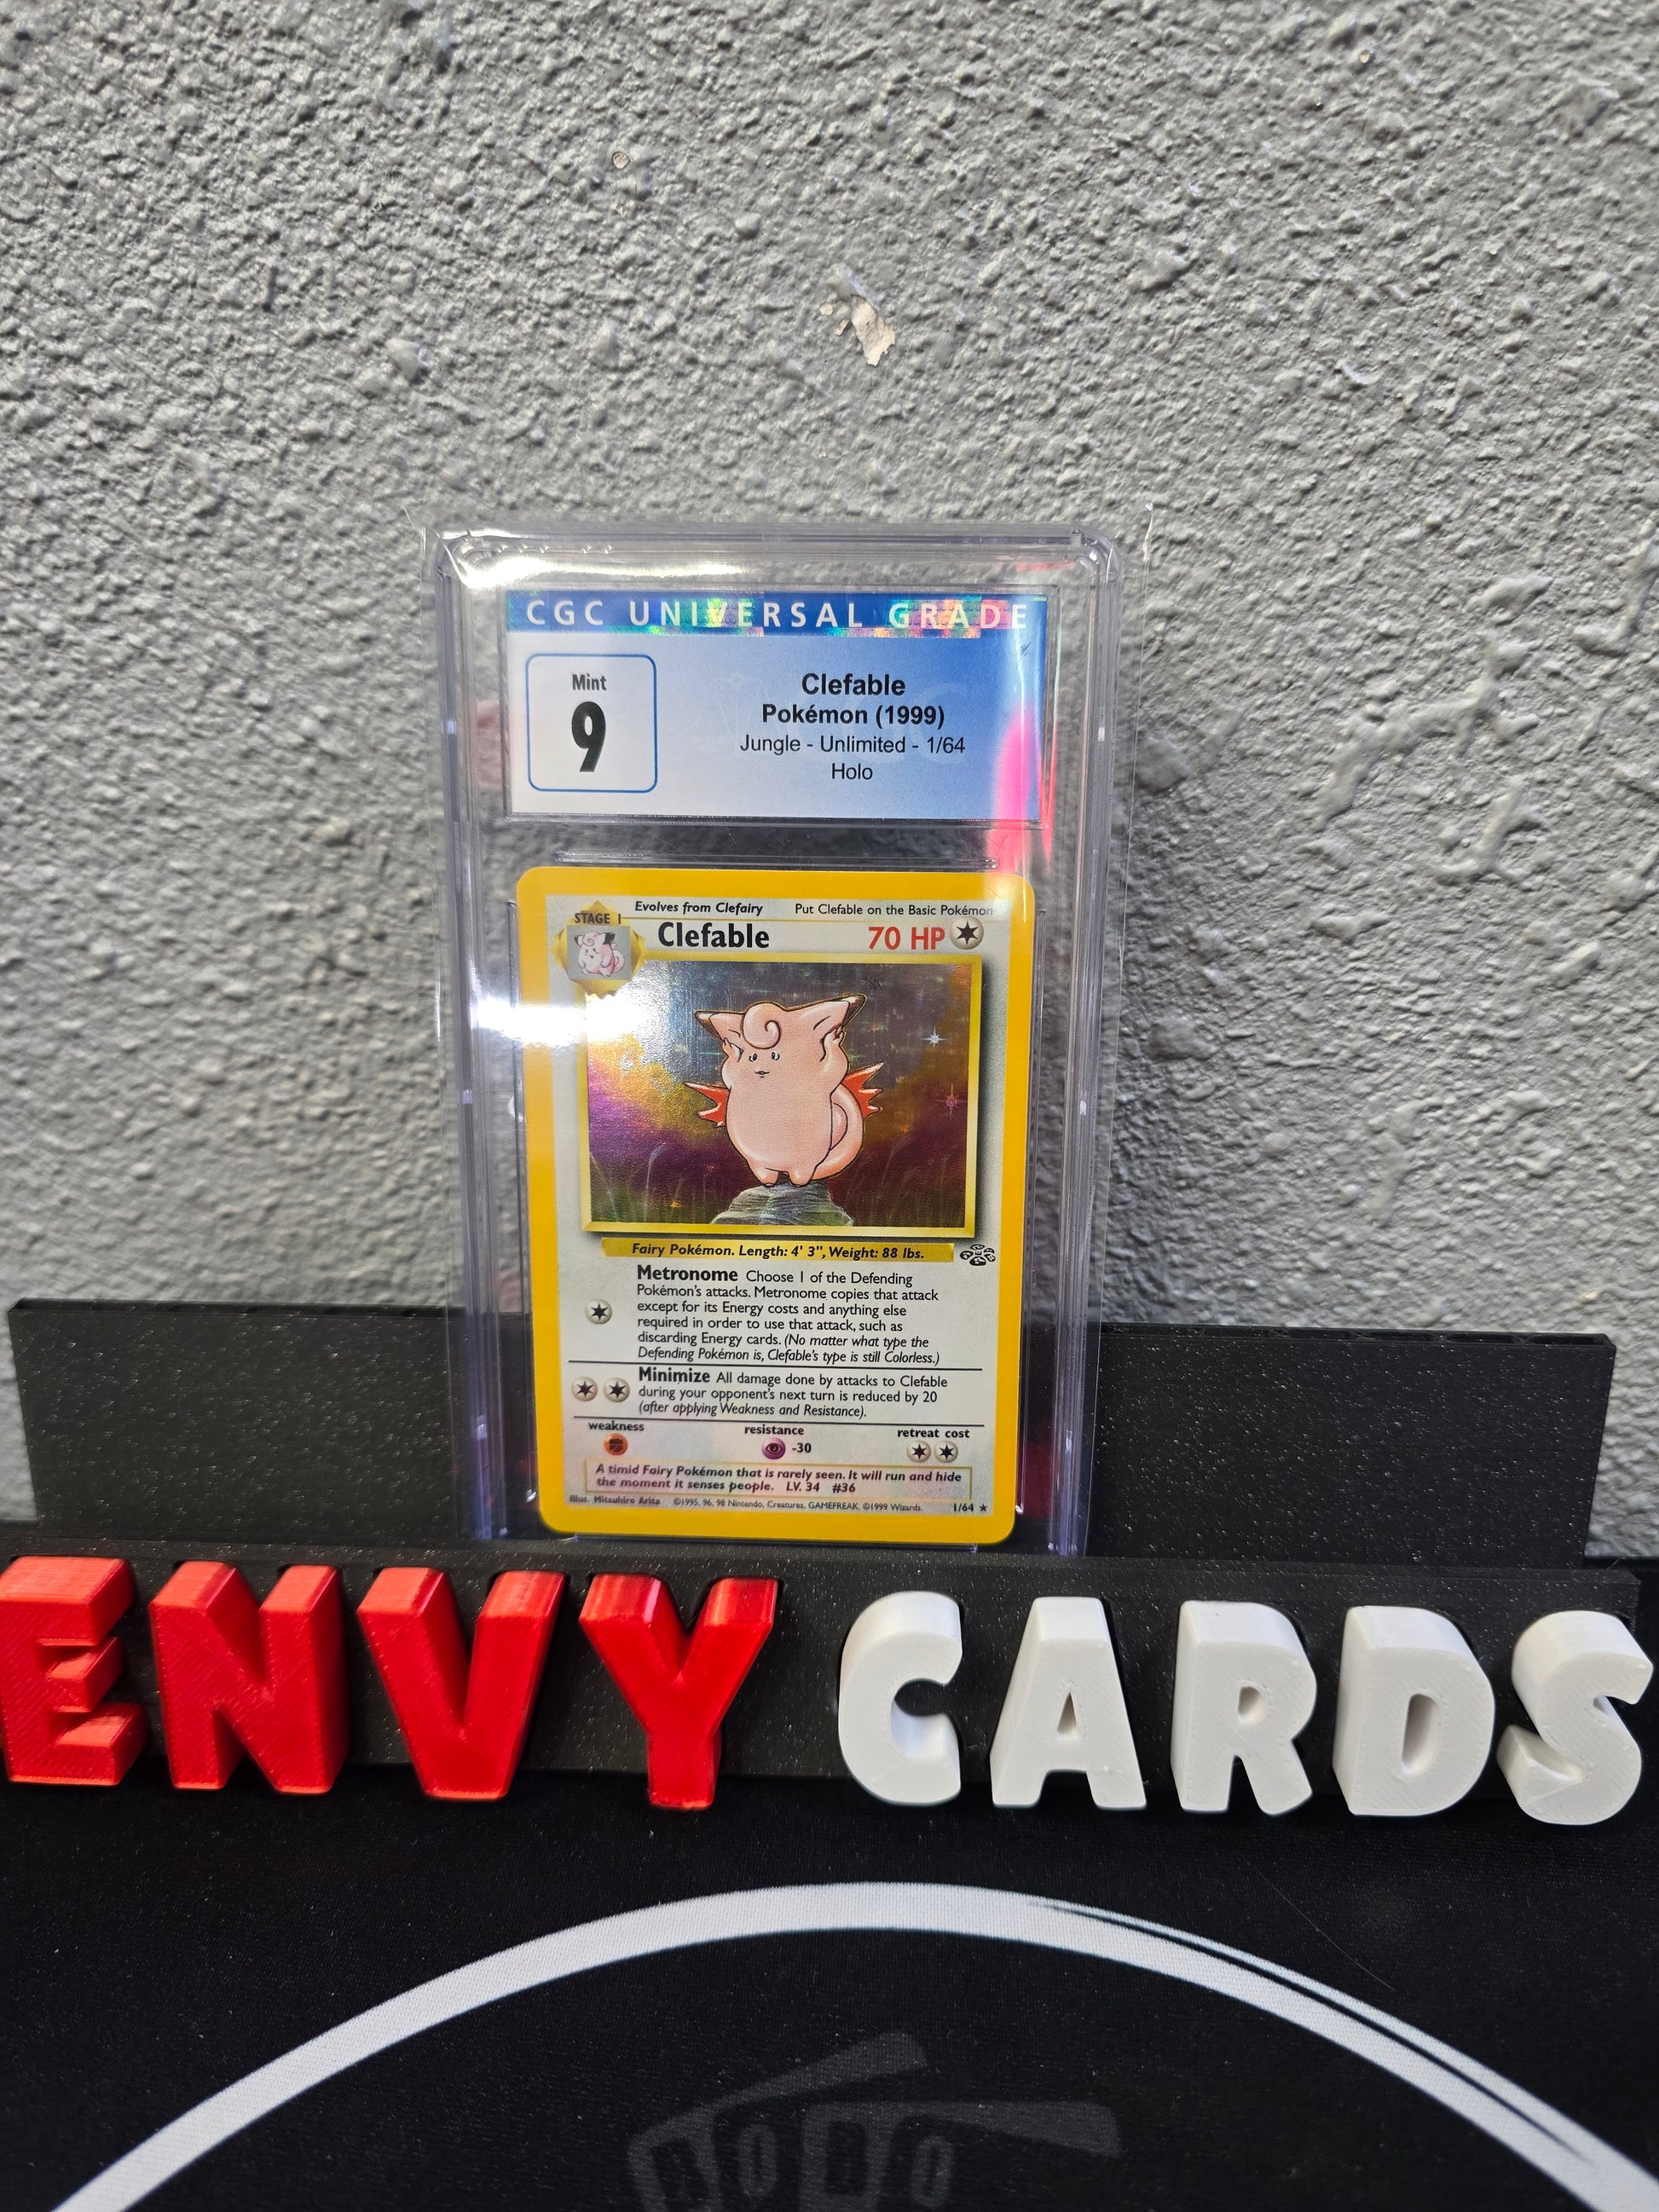 CGC UNIVERSAL GRADE
Mint
9
Clefable
Pokémon (1999)
Jungle - Unlimited - 1/64
Holo
Evolves from Clefairy Put Clefable on the Basic Pokémon
STAGE 1
Clefable 70 HP
Fairy Pokémon. Length: 4' 3", Weight: 88 lbs.
Metronome Choose 1 of the Defending
Pokémon's attacks. Metronome copies that attack
except for its Energy costs and anything else
required in order to use that attack, such as
discarding Energy cards. (No matter what type the
Defending Pokémon is, Clefable's type is still Colorless.)
Minimize All damage done by attacks to Clefable
during your opponent's next turn is reduced by 20
(after applying Weakness and Resistance).
weakness resistance retreat cost
-30
A timid Fairy Pokémon that is rarely seen. It will run and hide
the moment it senses people. LV. 34 #36
Illus. Mitsuhiro Arita ©1995, 96, 98 Nintendo, Creatures, GAMEFREAK. ©1999 Wizards. 1/64 ★
ENVY CARDS
ROBO